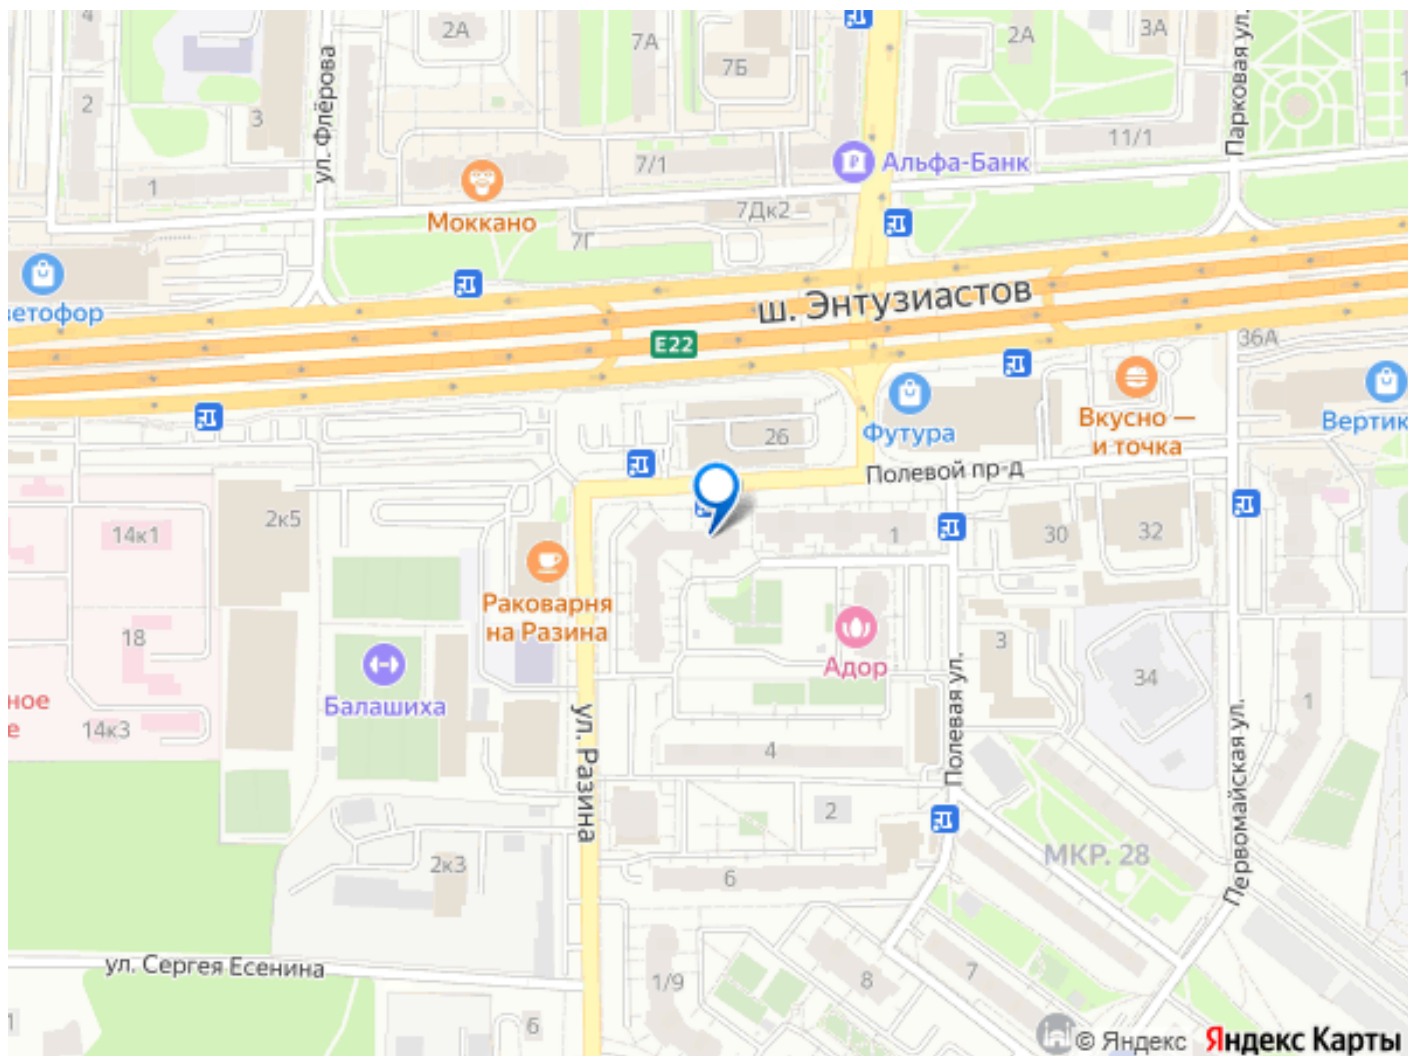 4
2А
7А
2А
3А
Парковая ул.
7Б
2
3
ул. Флёрова
11/1
7/1
Альфа-Банк
1
Моккано
7Дк2
7Г
ветофор
ш. Энтузиастов
E22
36А
Вкусно —
и точка
Футура
Вертик
26
Полевой пр-д
2к5
14к1
1
30
32
Раковарня
на Разина
18
Адор
3
34
ное
е
Балашиха
14к3
ул. Разина
4
Полевая ул.
Первомайская ул.
1
2
МКР. 28
2к3
6
ул. Сергея Есенина
1/9
8
7
1
6
© Яндекс Яндекс Карты